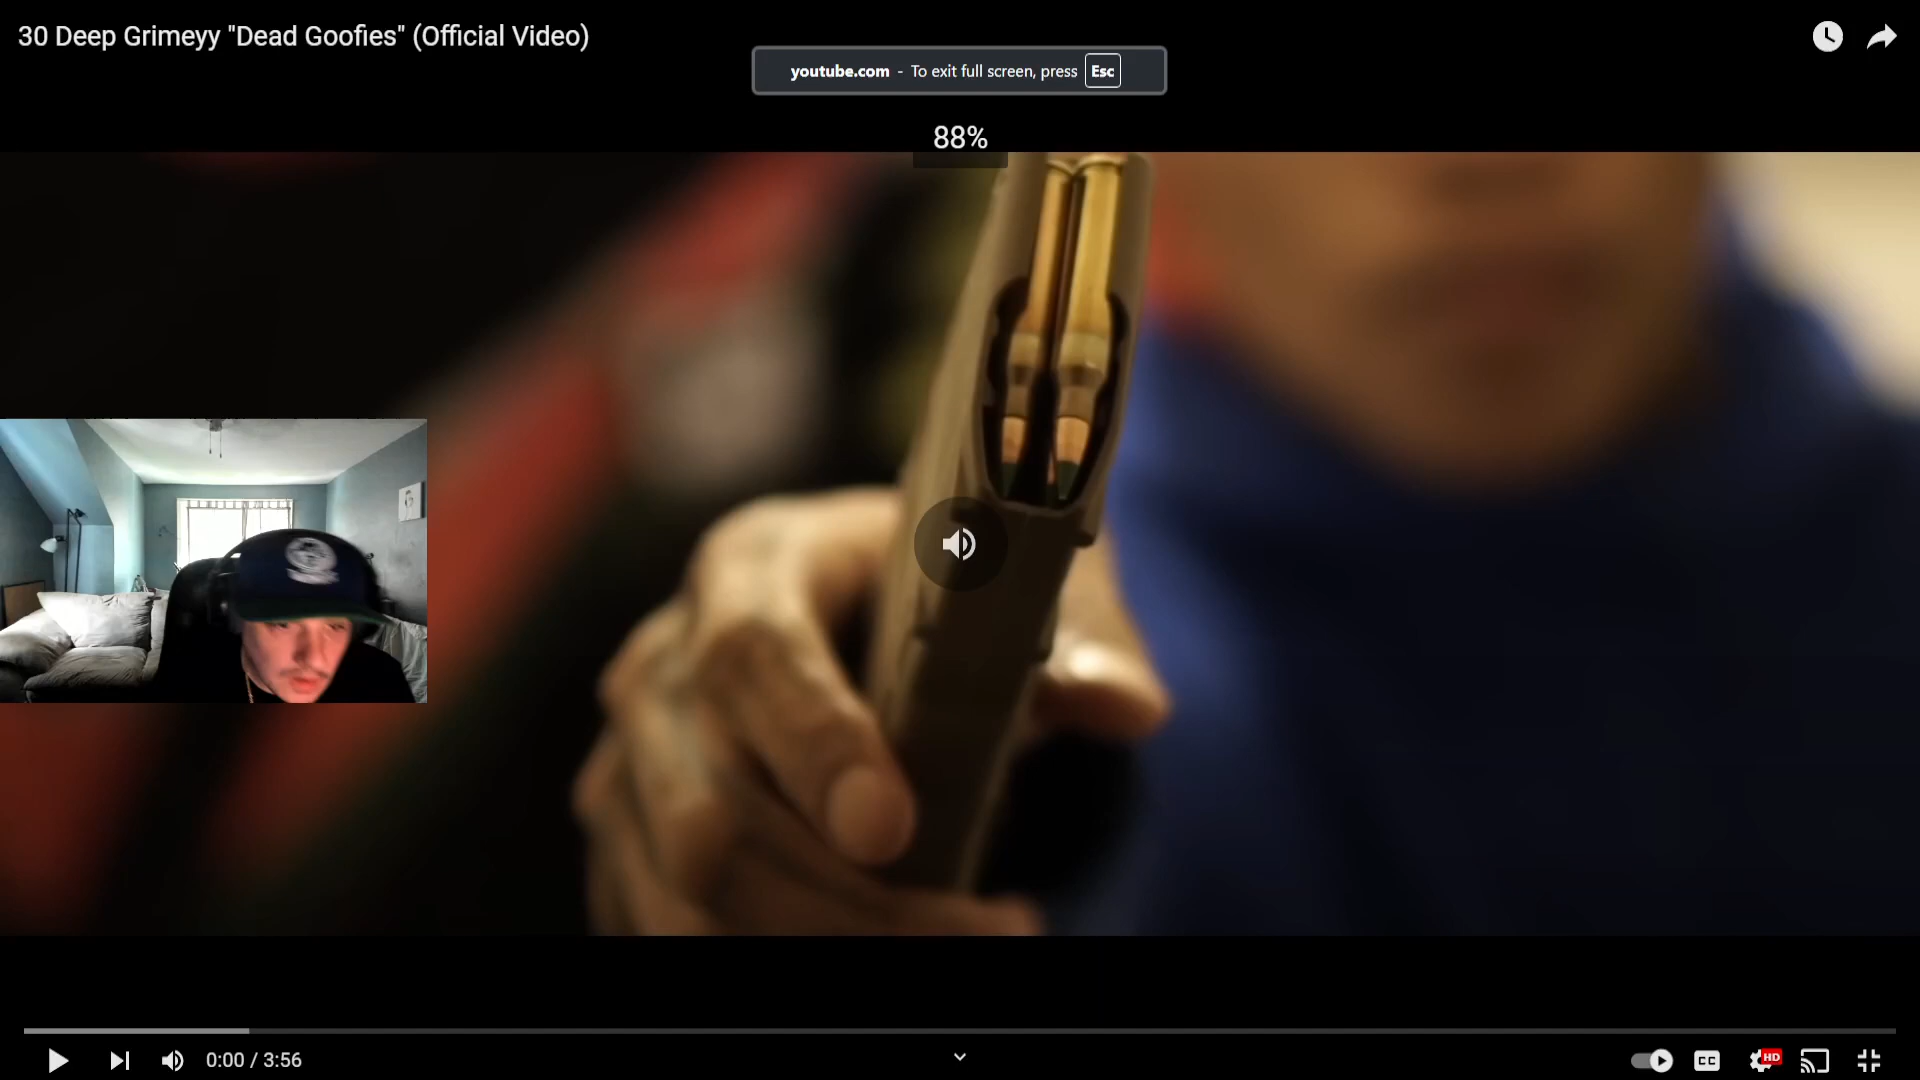 30 Deep Grimeyy "Dead Goofies" (Official Video)
youtube.com - To exit full screen, press Esc
88%
0:00 / 3:56
CC
HD